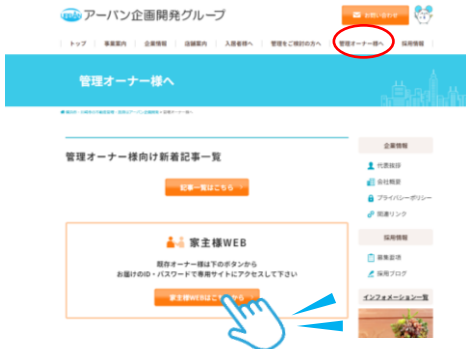 アーバン企画開発グループ
お問い合わせ
トップ
事業案内
企業情報
店舗案内
入居者様へ
管理をご検討の方へ
管理オーナー様へ
採用情報
管理オーナー様へ
管理オーナー様向け新着記事一覧
記事一覧はこちら
家主様WEB
既存オーナー様は下のボタンから
お届けのID・パスワードで専用サイトにアクセスして下さい
家主様WEBはこちらから
企業情報
代表挨拶
会社概要
プライバシーポリシー
関連リンク
採用情報
募集要項
採用ブログ
インフォメーション一覧